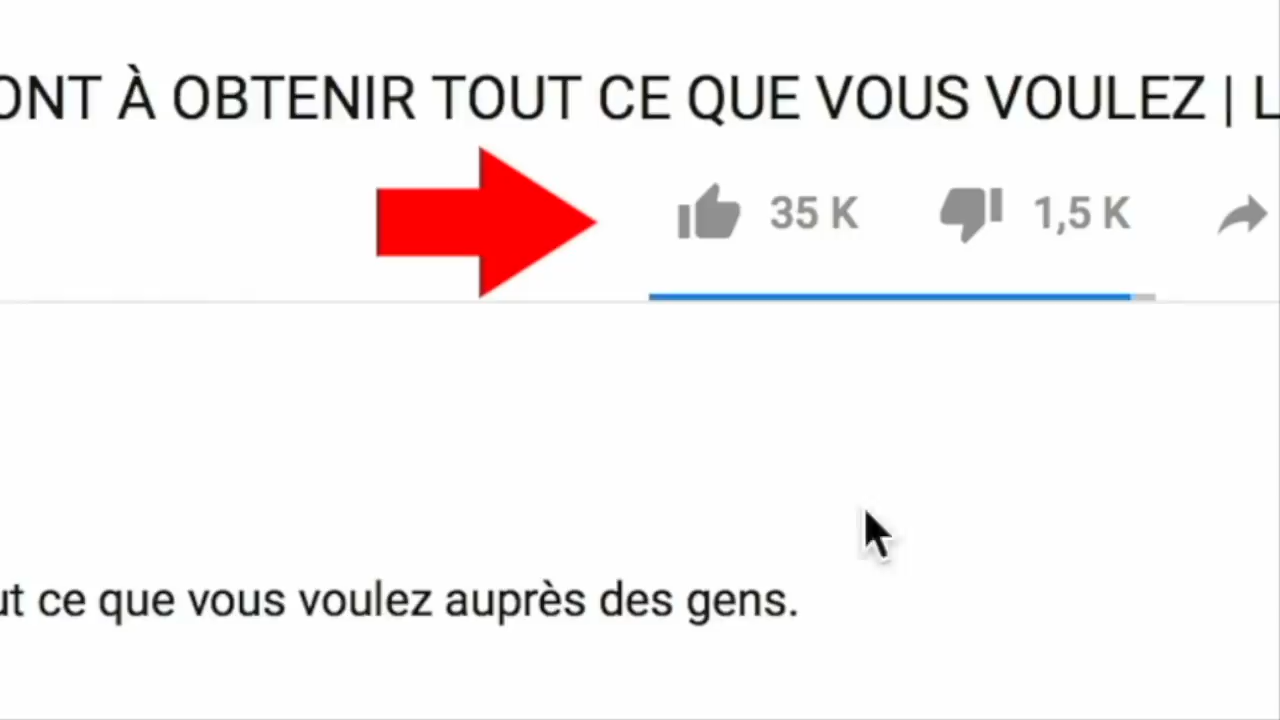 ONT À OBTENIR TOUT CE QUE VOUS VOULEZ | L
35 K 1,5 K
ut ce que vous voulez auprès des gens.